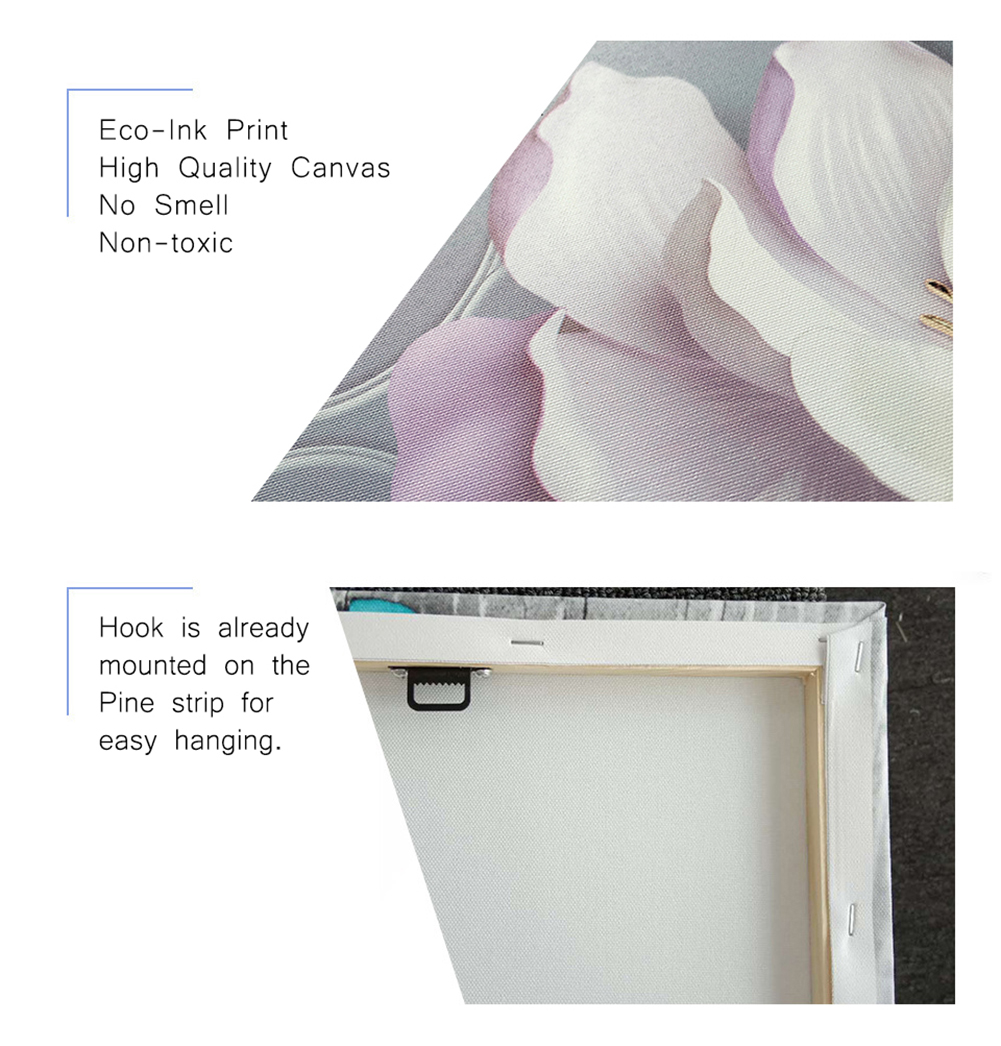 Eco-Ink Print
High Quality Canvas
No Smell
Non-toxic
Hook is already
mounted on the
Pine strip for
easy hanging.